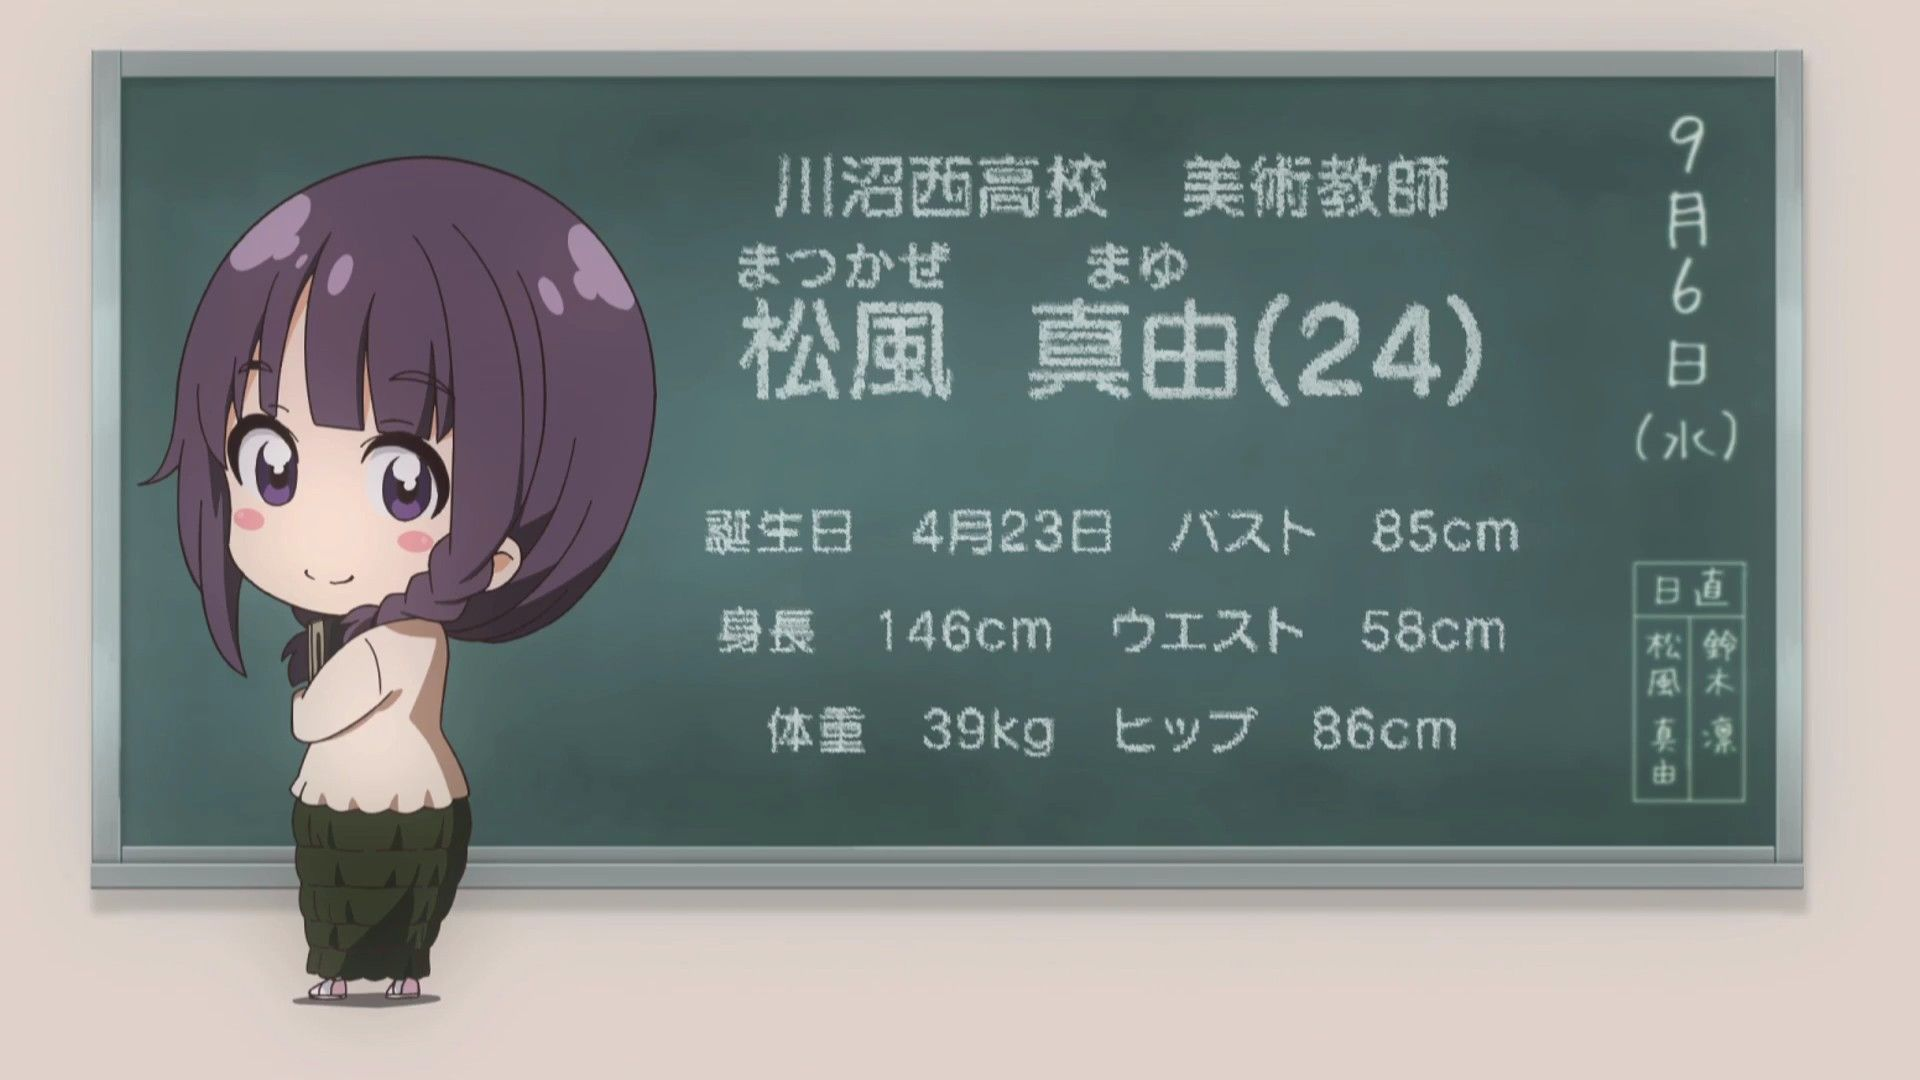 川沼西高校 美術教師
まつかぜ まゆ
松風 真由(24)
誕生日 4月23日 バスト 85cm
身長 146cm ウエスト 58cm
体重 39kg ヒップ 86cm
9月6日(水)
日直
鈴木 凛
松風 真由